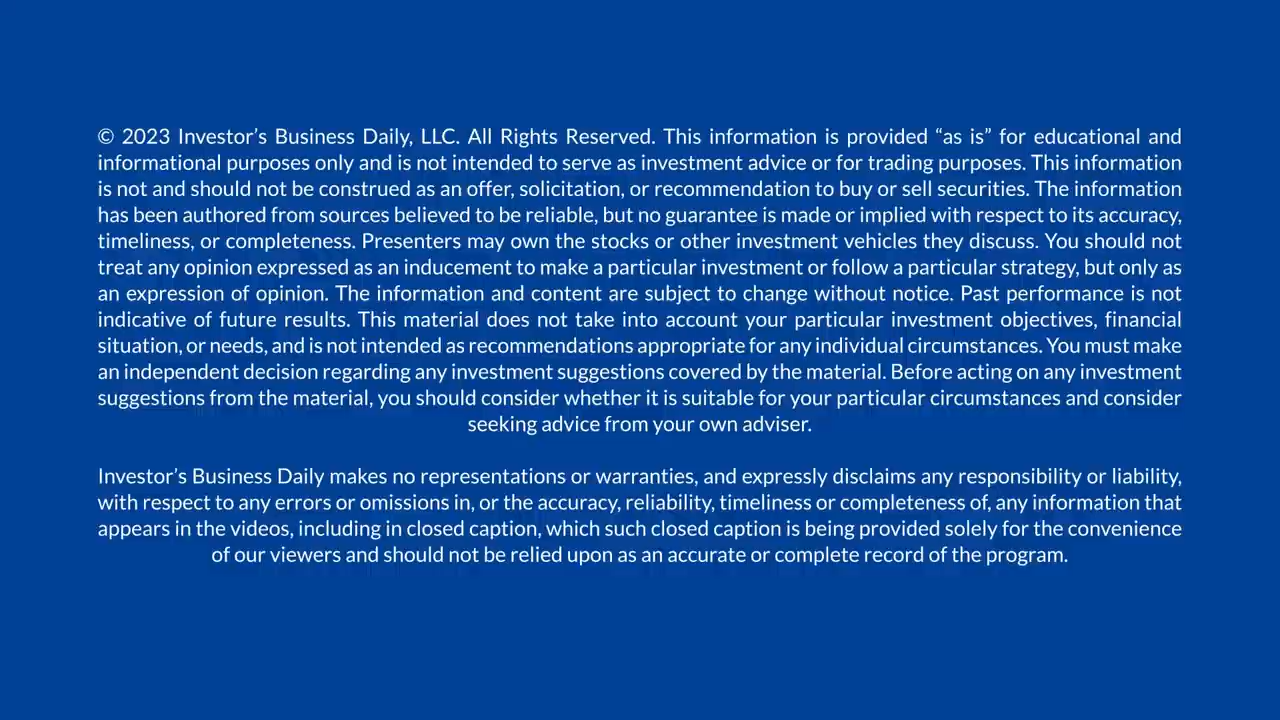 © 2023 Investor’s Business Daily, LLC. All Rights Reserved. This information is provided “as is” for educational and
informational purposes only and is not intended to serve as investment advice or for trading purposes. This information
is not and should not be construed as an offer, solicitation, or recommendation to buy or sell securities. The information
has been authored from sources believed to be reliable, but no guarantee is made or implied with respect to its accuracy,
timeliness, or completeness. Presenters may own the stocks or other investment vehicles they discuss. You should not
treat any opinion expressed as an inducement to make a particular investment or follow a particular strategy, but only as
an expression of opinion. The information and content are subject to change without notice. Past performance is not
indicative of future results. This material does not take into account your particular investment objectives, financial
situation, or needs, and is not intended as recommendations appropriate for any individual circumstances. You must make
an independent decision regarding any investment suggestions covered by the material. Before acting on any investment
suggestions from the material, you should consider whether it is suitable for your particular circumstances and consider
seeking advice from your own adviser.
Investor’s Business Daily makes no representations or warranties, and expressly disclaims any responsibility or liability,
with respect to any errors or omissions in, or the accuracy, reliability, timeliness or completeness of, any information that
appears in the videos, including in closed caption, which such closed caption is being provided solely for the convenience
of our viewers and should not be relied upon as an accurate or complete record of the program.